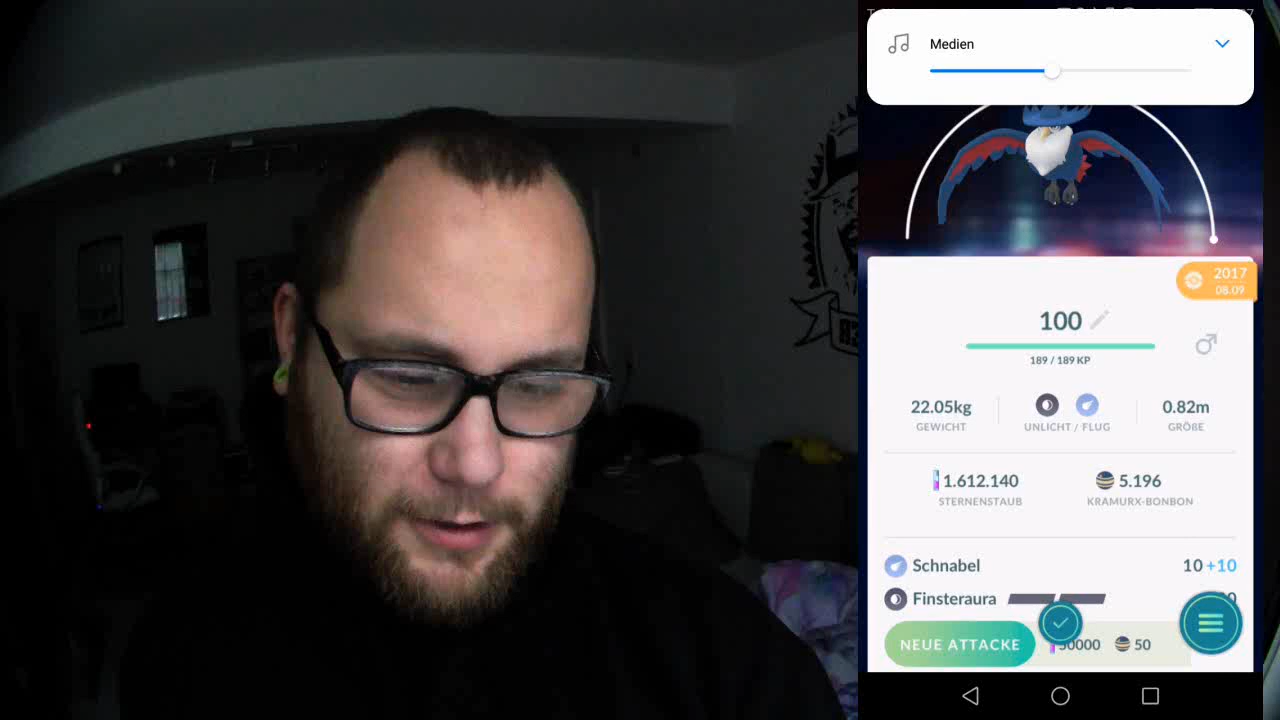 Medien
2017
08.09
100
189 / 189 KP
22.05kg
GEWICHT
UNLICHT / FLUG
0.82m
GRÖßE
1.612.140
STERNENSTAUB
5.196
KRAMURX-BONBON
Schnabel 10 +10
Finsteraura
NEUE ATTACKE 50000 50